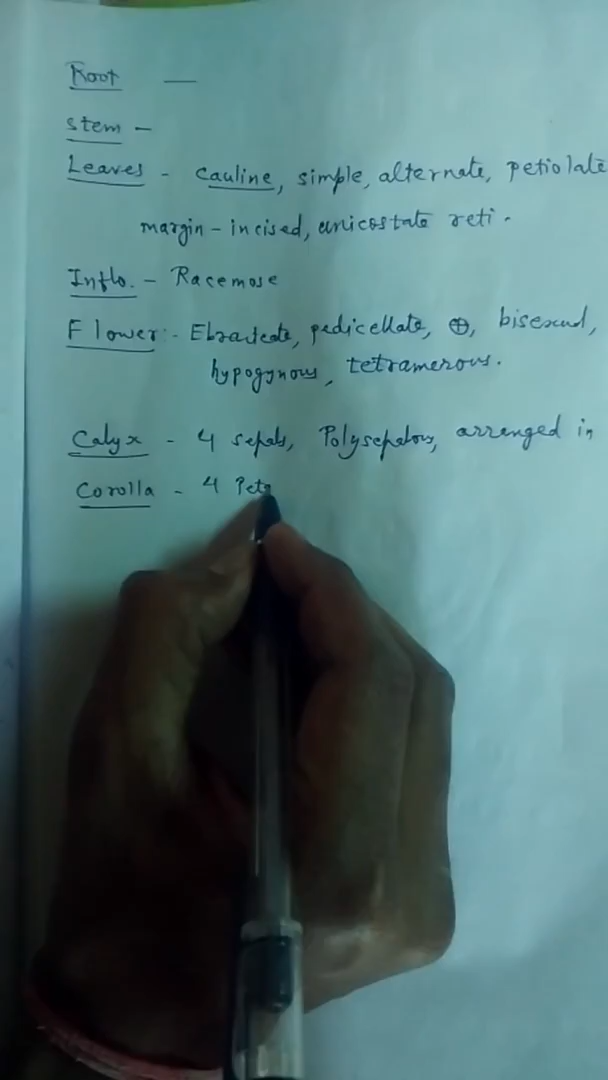 Root —
Stem –
Leaves - cauline, simple, alternate, petiolate
margin – incised, unicostate reti.
Inflo. – Racemose
Flower :- Ebracteate, pedicellate, ⊕, bisexual,
hypogynous, tetramerous.
Calyx - 4 sepals, Polysepalous, arranged in
Corolla - 4 Peta